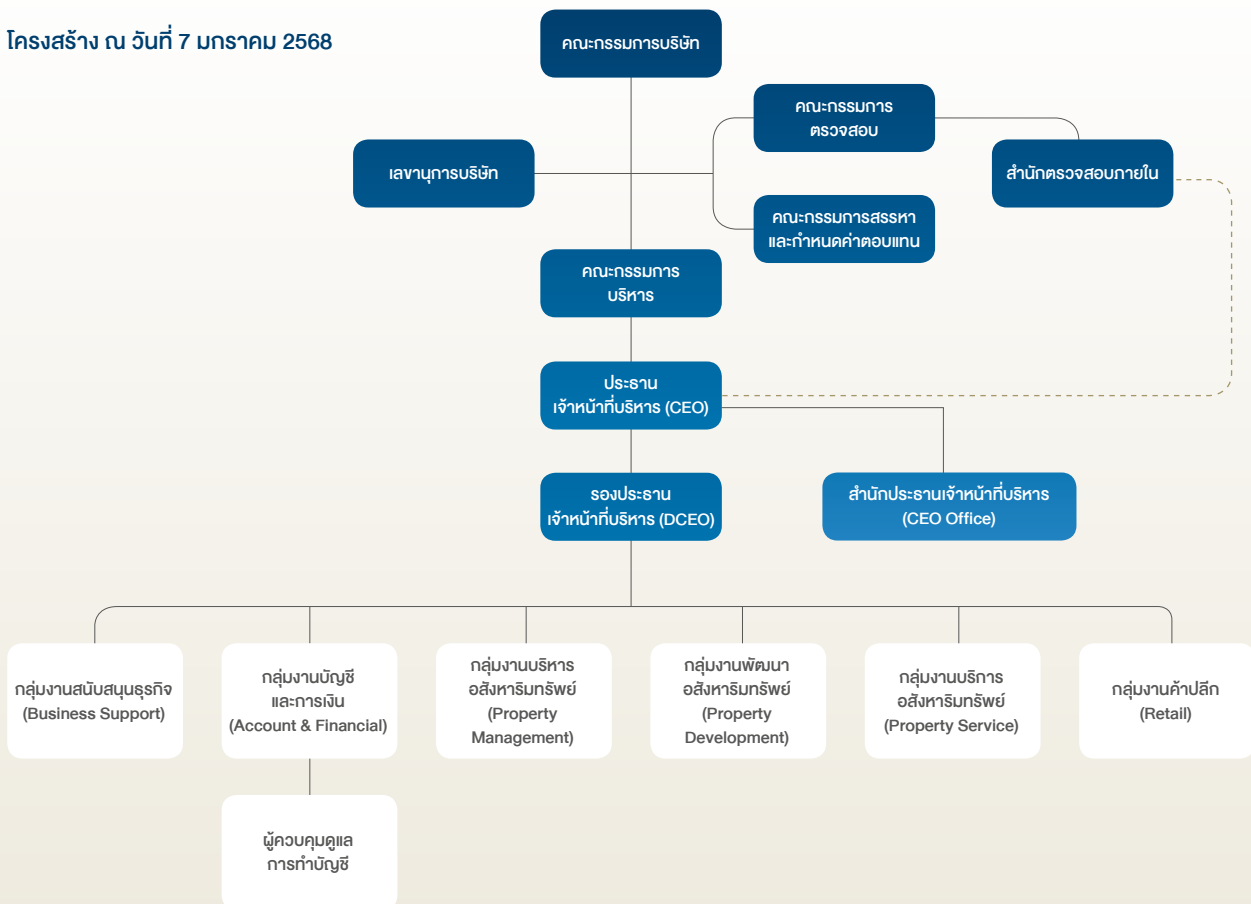 โครงสร้าง ณ วันที่ 7 มกราคม 2568
คณะกรรมการบริษัท
คณะกรรมการ
ตรวจสอบ
เลขานุการบริษัท
สำนักตรวจสอบภายใน
คณะกรรมการสรรหา
และกำหนดค่าตอบแทน
คณะกรรมการ
บริหาร
ประธาน
เจ้าหน้าที่บริหาร (CEO)
รองประธาน
เจ้าหน้าที่บริหาร (DCEO)
สำนักประธานเจ้าหน้าที่บริหาร
(CEO Office)
กลุ่มงานสนับสนุนธุรกิจ
(Business Support)
กลุ่มงานบัญชี
และการเงิน
(Account & Financial)
กลุ่มงานบริหาร
อสังหาริมทรัพย์
(Property
Management)
กลุ่มงานพัฒนา
อสังหาริมทรัพย์
(Property
Development)
กลุ่มงานบริการ
อสังหาริมทรัพย์
(Property Service)
กลุ่มงานค้าปลีก
(Retail)
ผู้ควบคุมดูแล
การทำบัญชี